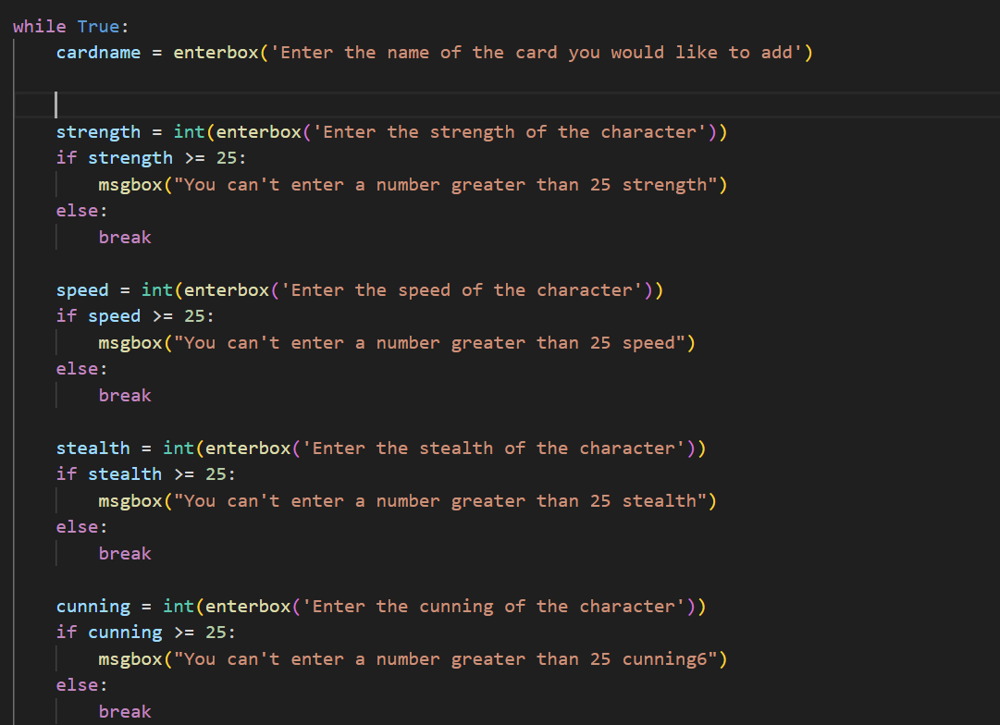 while True:
    cardname = enterbox('Enter the name of the card you would like to add')
    strength = int(enterbox('Enter the strength of the character'))
    if strength >= 25:
        msgbox("You can't enter a number greater than 25 strength")
    else:
        break
    speed = int(enterbox('Enter the speed of the character'))
    if speed >= 25:
        msgbox("You can't enter a number greater than 25 speed")
    else:
        break
    stealth = int(enterbox('Enter the stealth of the character'))
    if stealth >= 25:
        msgbox("You can't enter a number greater than 25 stealth")
    else:
        break
    cunning = int(enterbox('Enter the cunning of the character'))
    if cunning >= 25:
        msgbox("You can't enter a number greater than 25 cunning6")
    else:
        break